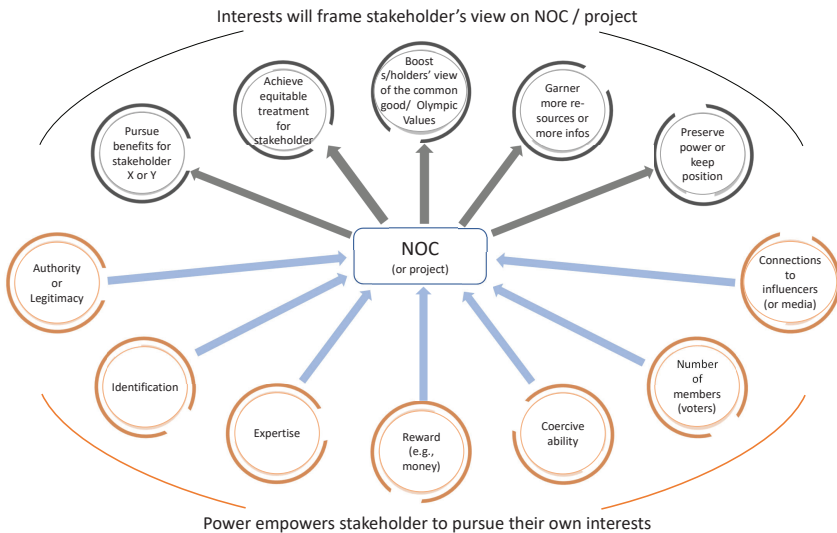 Interests will frame stakeholder's view on NOC / project
Pursue
benefits for
stakeholder
X or Y
Achieve
equitable
treatment
for
stakeholder
Boost
s/holders' view
of the common
good/ Olympic
Values
Garner
more re-
sources or
more infos
Preserve
power or
keep
position
NOC
(or project)
Authority
or
Legitimacy
Identification
Expertise
Reward
(e.g.,
money)
Coercive
ability
Number
of
members
(voters)
Connections
to
influencers
(or media)
Power empowers stakeholder to pursue their own interests